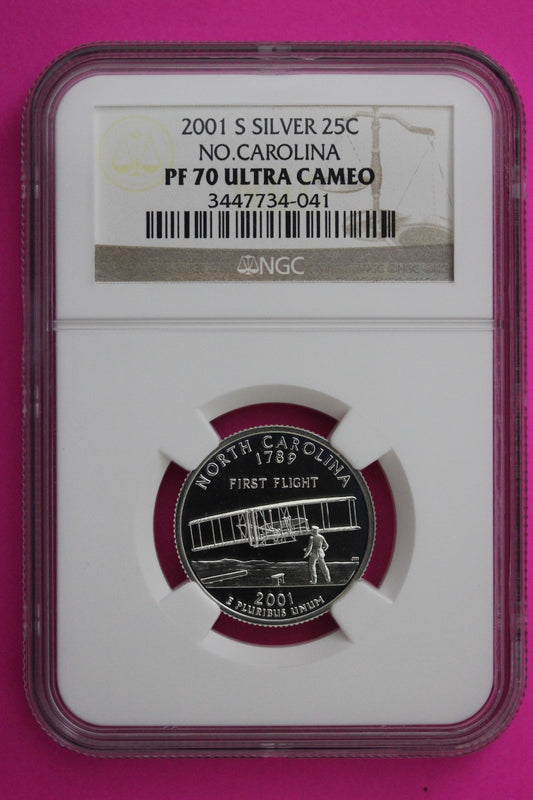 2001 S SILVER 25C
NO.CAROLINA
PF 70 ULTRA CAMEO
3447734-041
NGC
NORTH CAROLINA
1789
FIRST FLIGHT
2001
E PLURIBUS UNUM